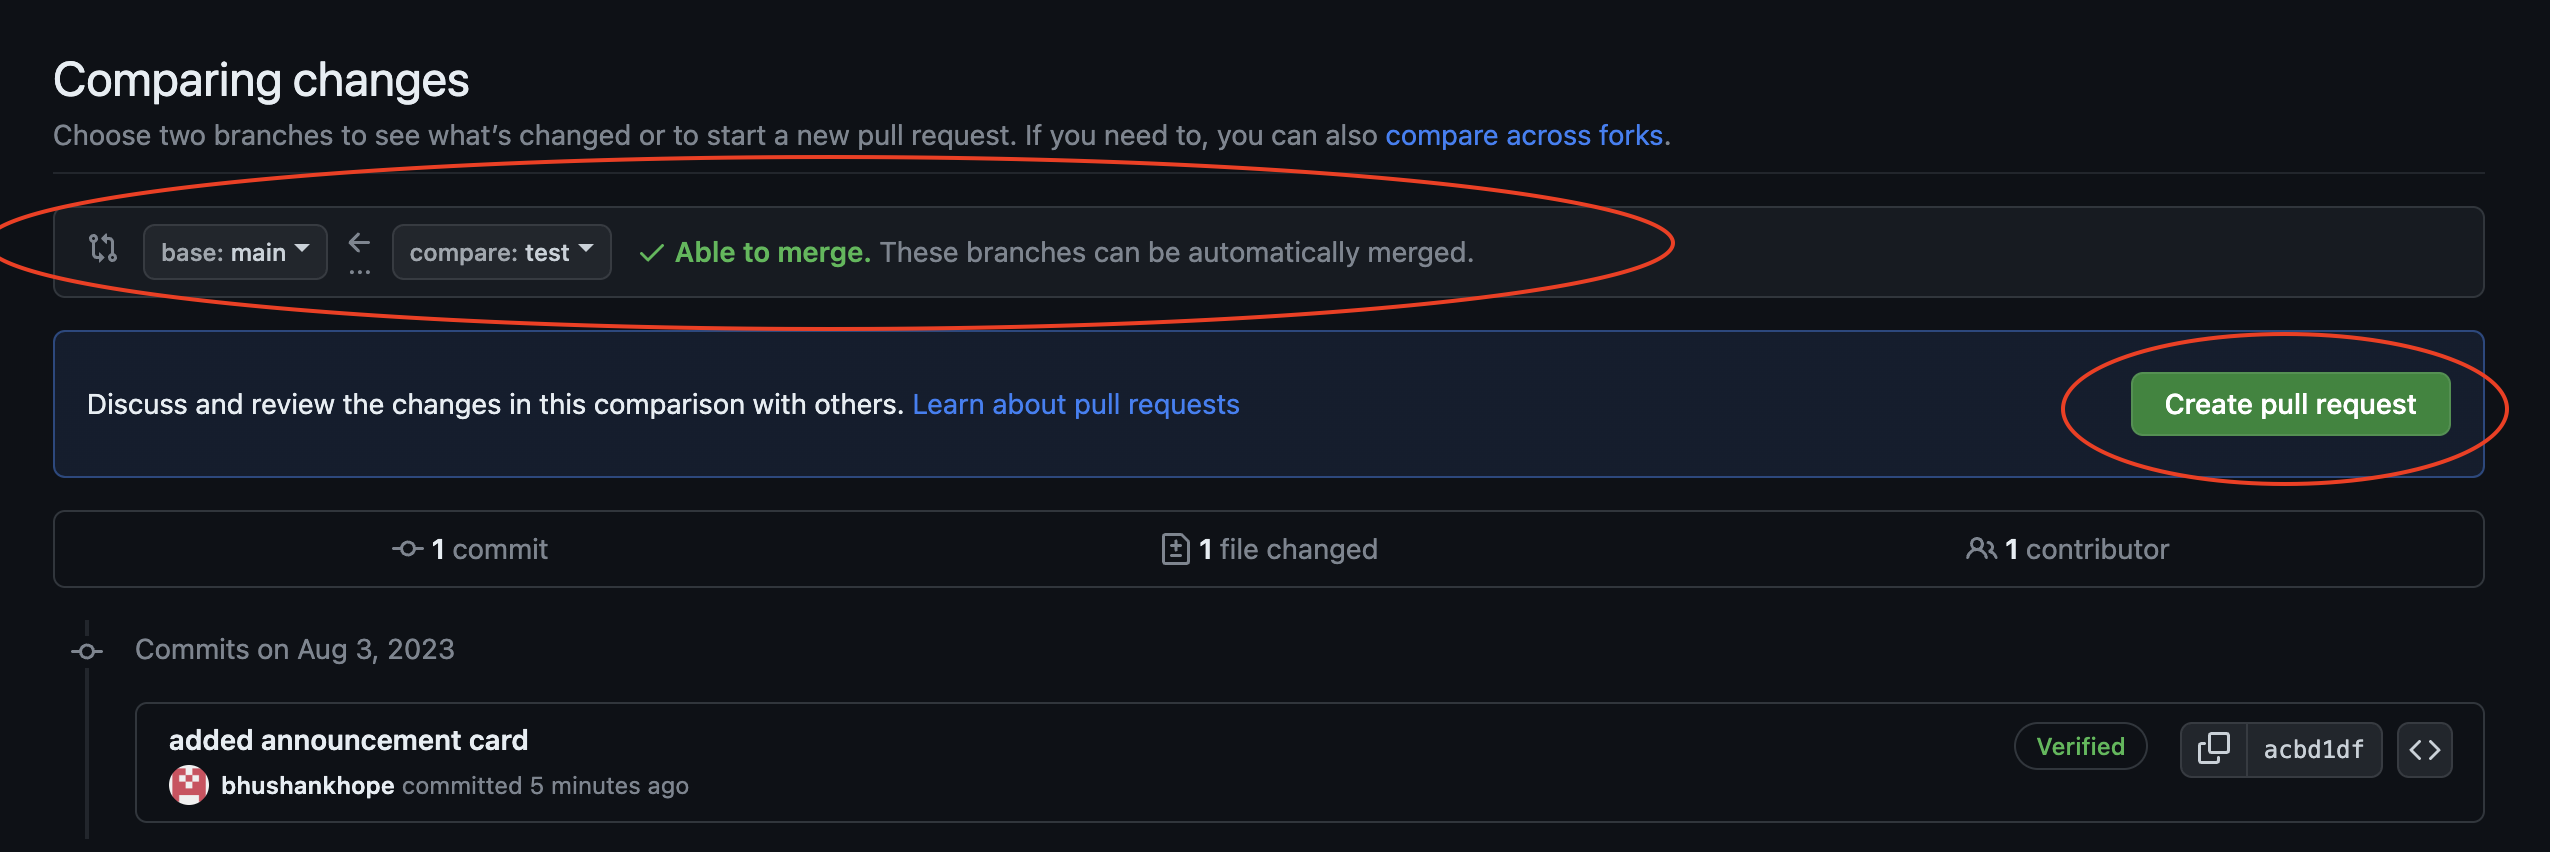 Comparing changes
Choose two branches to see what’s changed or to start a new pull request. If you need to, you can also compare across forks.
base: main compare: test Able to merge. These branches can be automatically merged.
Discuss and review the changes in this comparison with others. Learn about pull requests Create pull request
1 commit 1 file changed 1 contributor
Commits on Aug 3, 2023
added announcement card
Verified acbd1df
bhushankhope committed 5 minutes ago